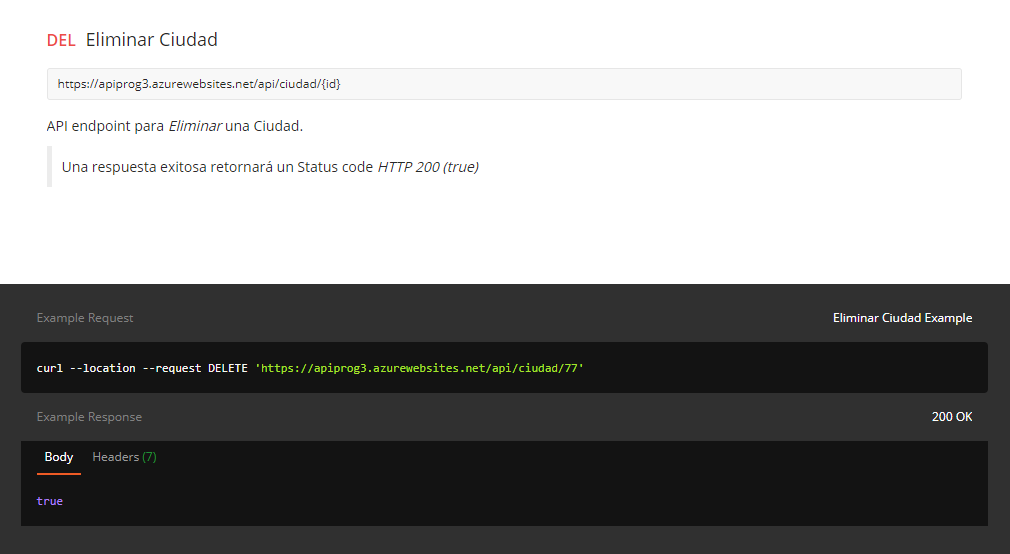 DEL Eliminar Ciudad
https://apiprog3.azurewebsites.net/api/ciudad/{id}
API endpoint para Eliminar una Ciudad.
Una respuesta exitosa retornará un Status code HTTP 200 (true)
Example Request Eliminar Ciudad Example
curl --location --request DELETE 'https://apiprog3.azurewebsites.net/api/ciudad/77'
Example Response 200 OK
Body Headers (7)
true